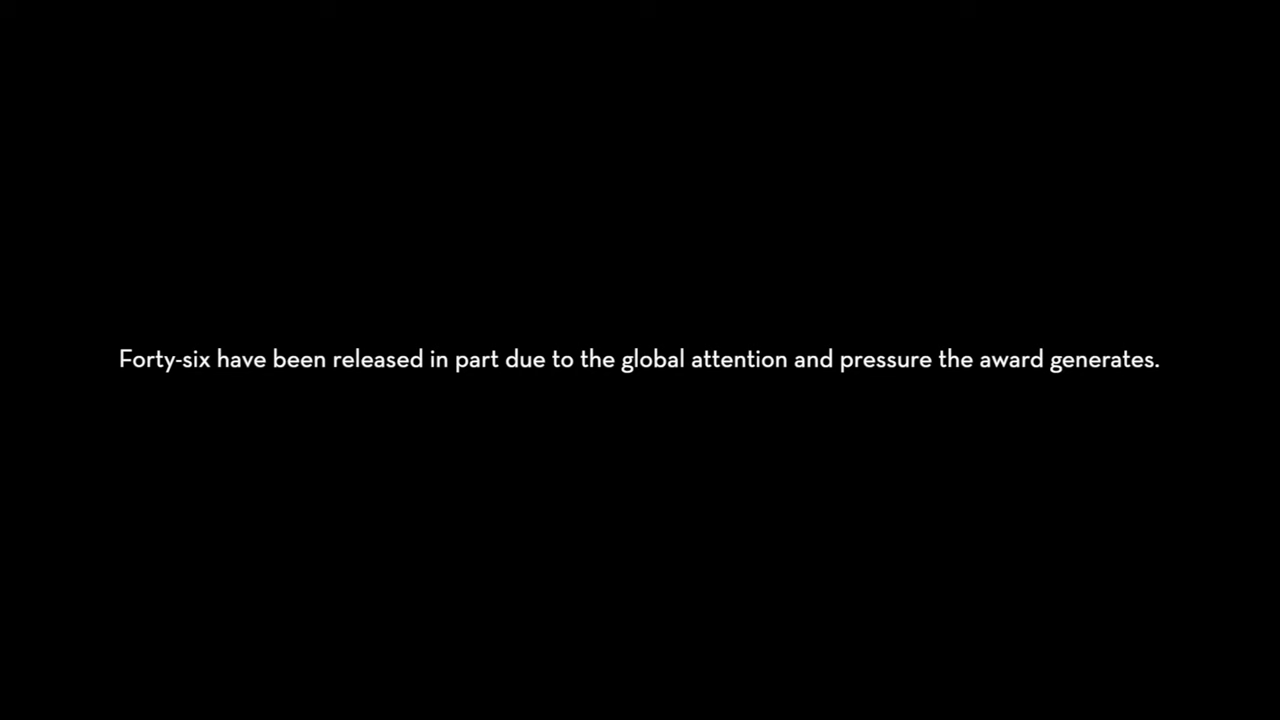 Forty-six have been released in part due to the global attention and pressure the award generates.